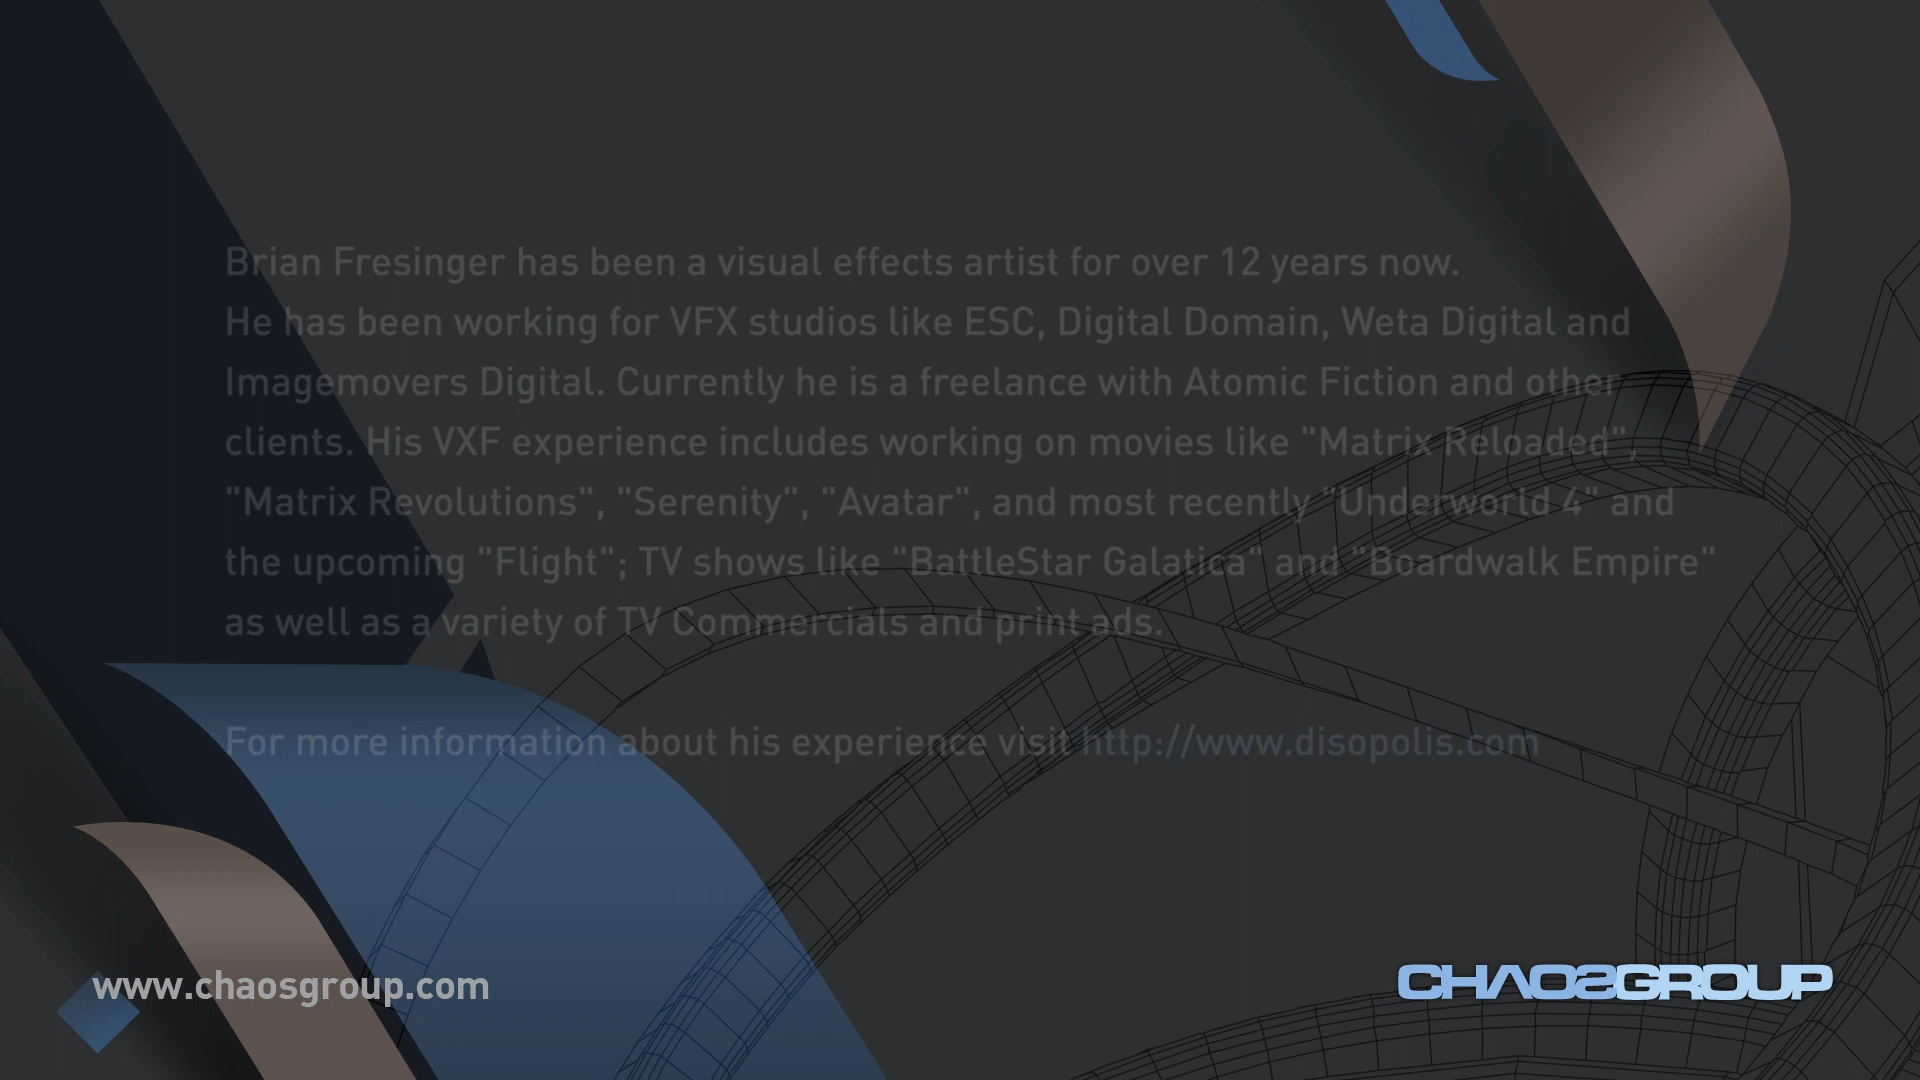 Brian Fresinger has been a visual effects artist for over 12 years now.
He has been working for VFX studios like ESC, Digital Domain, Weta Digital and
Imagemovers Digital. Currently he is a freelance with Atomic Fiction and other
clients. His VXF experience includes working on movies like "Matrix Reloaded",
"Matrix Revolutions", "Serenity", "Avatar", and most recently "Underworld 4" and
the upcoming "Flight"; TV shows like "BattleStar Galatica" and "Boardwalk Empire"
as well as a variety of TV Commercials and print ads.
For more information about his experience visit http://www.disopolis.com
www.chaosgroup.com
CHAOSGROUP